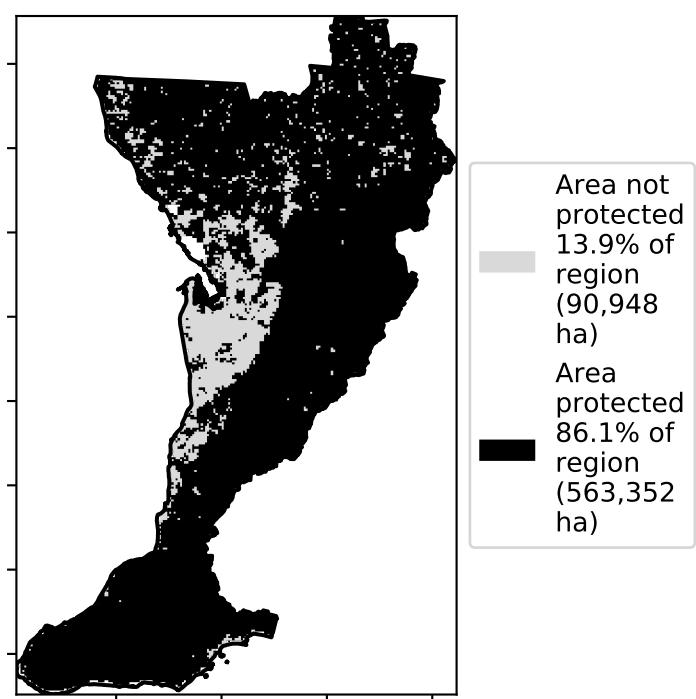 Area not
protected
13.9% of
region
(90,948
ha)
Area
protected
86.1% of
region
(563,352
ha)